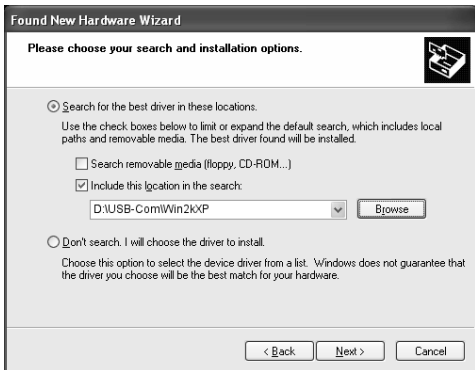 Found New Hardware Wizard
Please choose your search and installation options.
Search for the best driver in these locations.
Use the check boxes below to limit or expand the default search, which includes local
paths and removable media. The best driver found will be installed.
Search removable media (floppy, CD-ROM...)
Include this location in the search:
D:\USB-Com\Win2kXP
Browse
Don't search. I will choose the driver to install.
Choose this option to select the device driver from a list. Windows does not guarantee that
the driver you choose will be the best match for your hardware.
< Back
Next >
Cancel